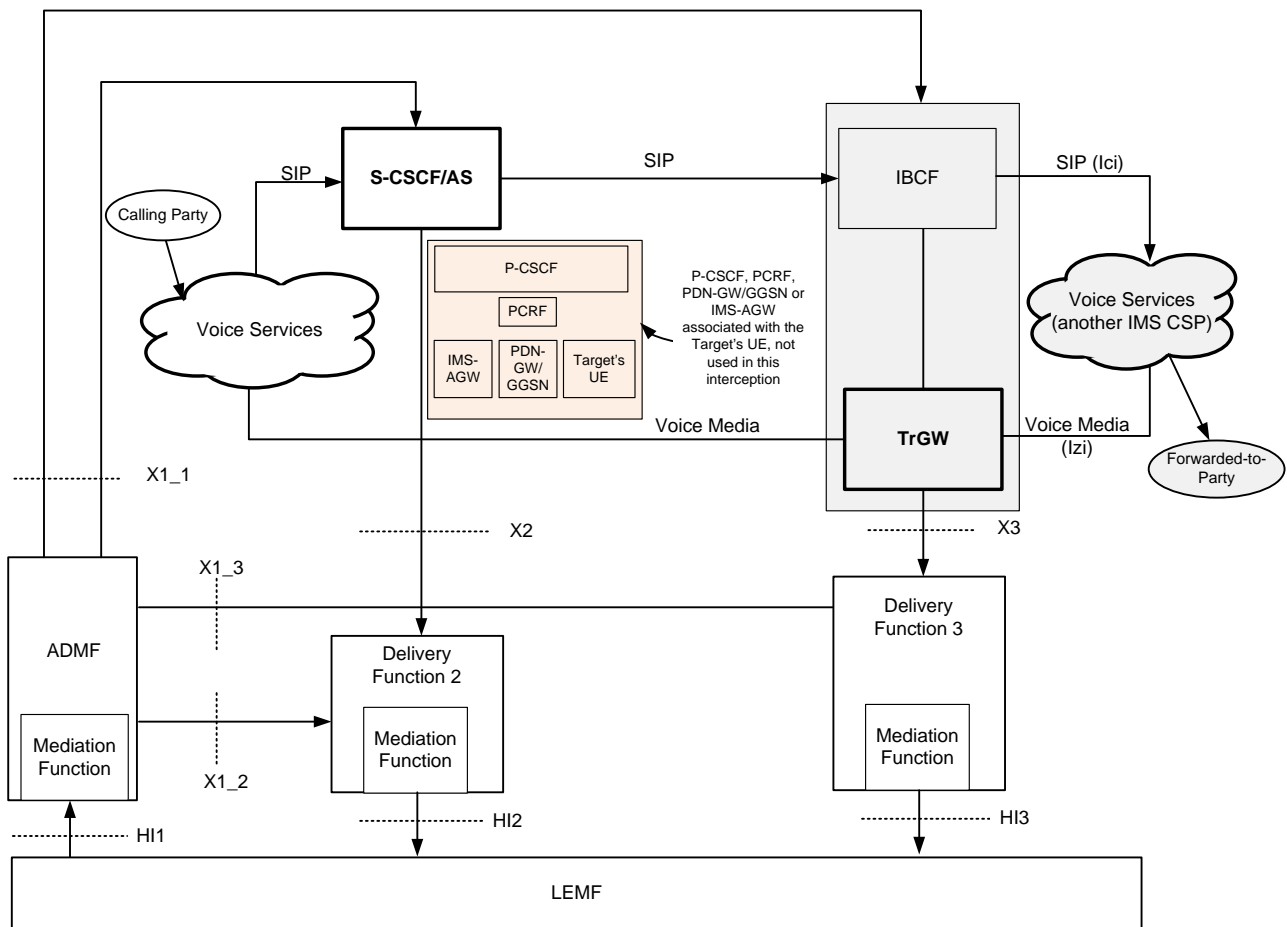 S-CSCF/AS
SIP
SIP
IBCF
SIP (Ici)
Calling Party
P-CSCF
PCRF
IMS-
AGW
PDN-
GW/
GGSN
Target's
UE
P-CSCF, PCRF,
PDN-GW/GGSN or
IMS-AGW
associated with the
Target's UE, not
used in this
interception
Voice Services
Voice Services
(another IMS CSP)
Voice Media
TrGW
Voice Media
(Izi)
Forwarded-to-
Party
X1_1
X2
X3
X1_3
ADMF
Delivery
Function 2
Delivery
Function 3
Mediation
Function
Mediation
Function
Mediation
Function
X1_2
HI1
HI2
HI3
LEMF